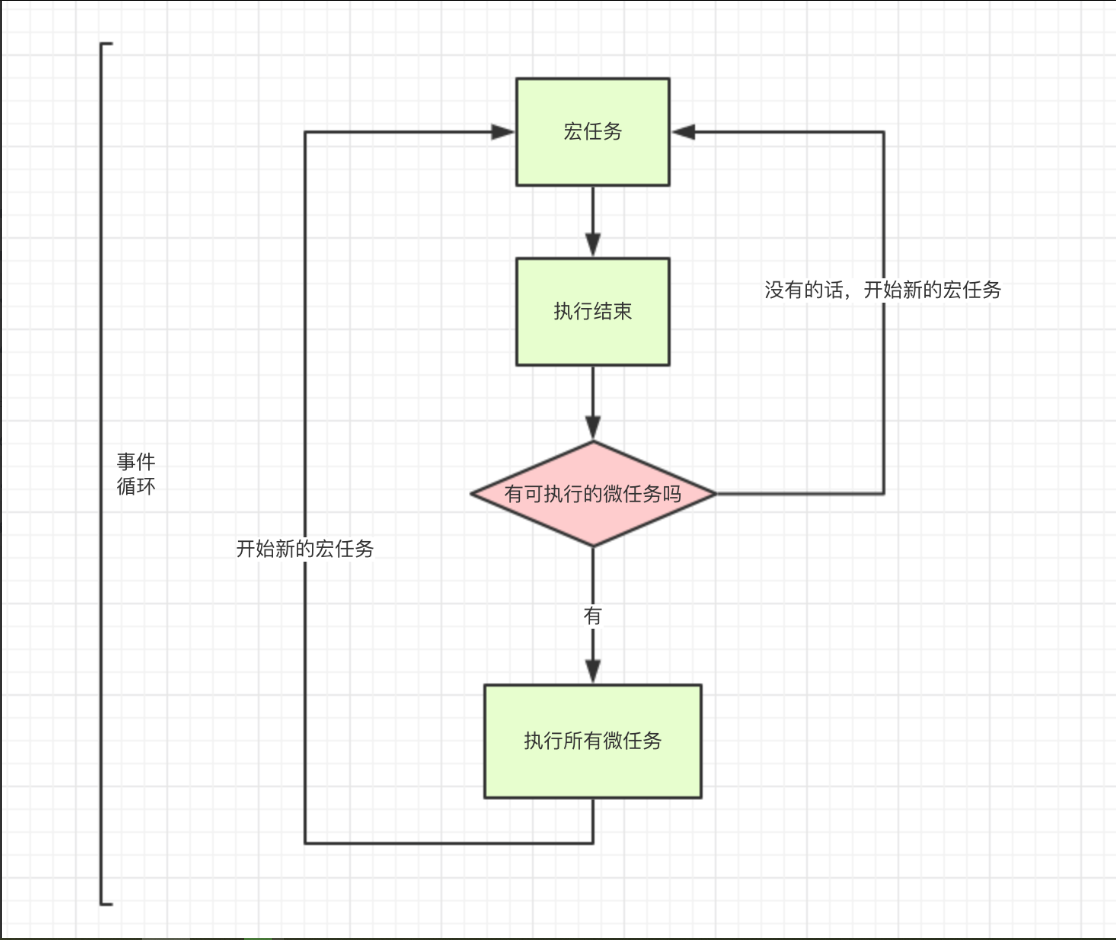 宏任务
执行结束
没有的话，开始新的宏任务
事件
循环
有可执行的微任务吗
开始新的宏任务
有
执行所有微任务